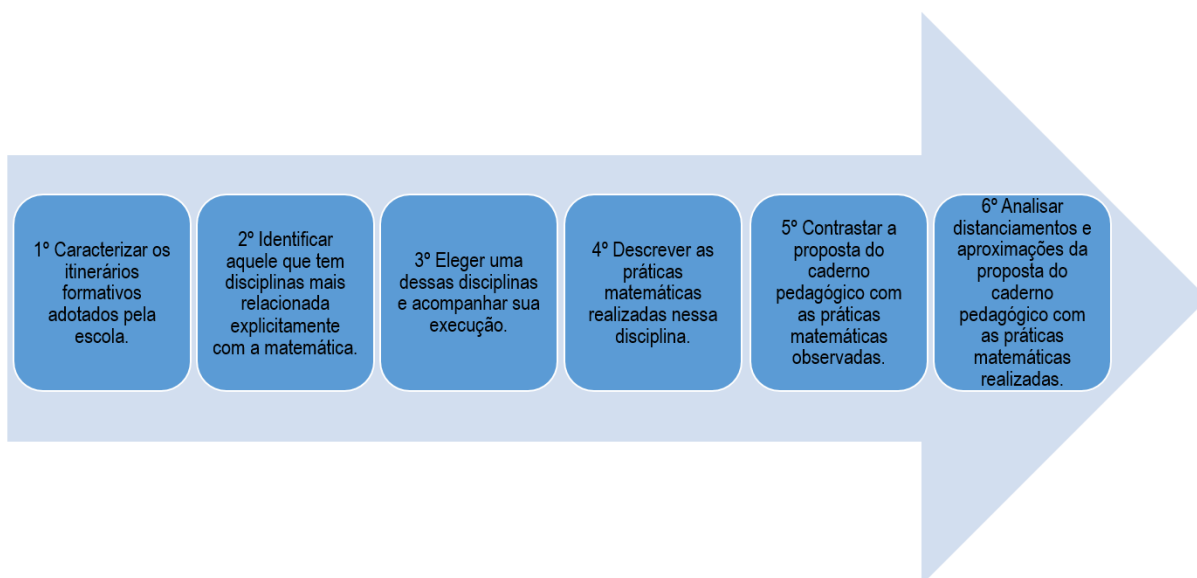 1º Caracterizar os
itinerários
formativos
adotados pela
escola.
2º Identificar
aquele que tem
disciplinas mais
relacionada
explicitamente
com a matemática.
3º Eleger uma
dessas disciplinas
e acompanhar sua
execução.
4º Descrever as
práticas
matemáticas
realizadas nessa
disciplina.
5º Contrastar a
proposta do
caderno
pedagógico com
as práticas
matemáticas
observadas.
6º Analisar
distanciamentos e
aproximações da
proposta do
caderno
pedagógico com
as práticas
matemáticas
realizadas.